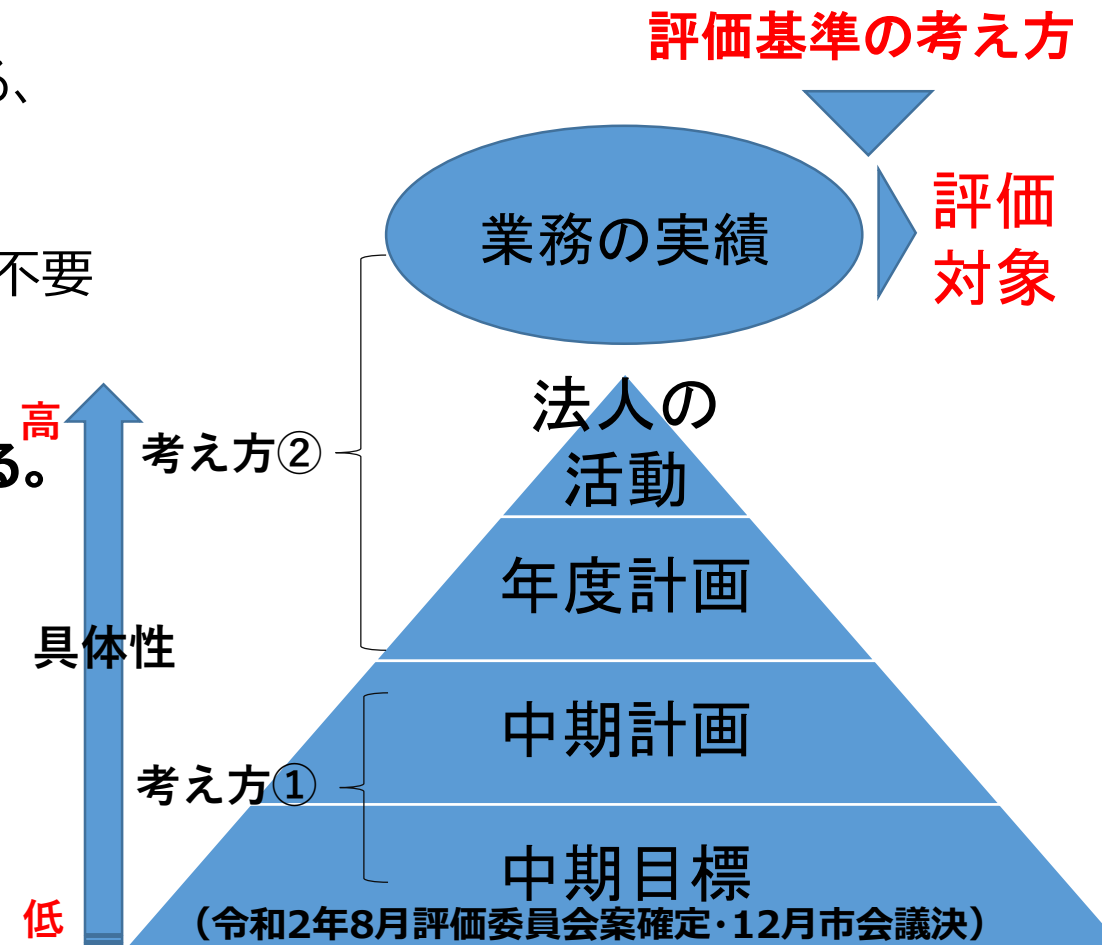 評価基準の考え方
る、
業務の実績
評価
対象
不要
法人の
活動
高
考え方②
る。
年度計画
具体性
中期計画
考え方①
中期目標
低
（令和2年8月評価委員会案確定・12月市会議決）